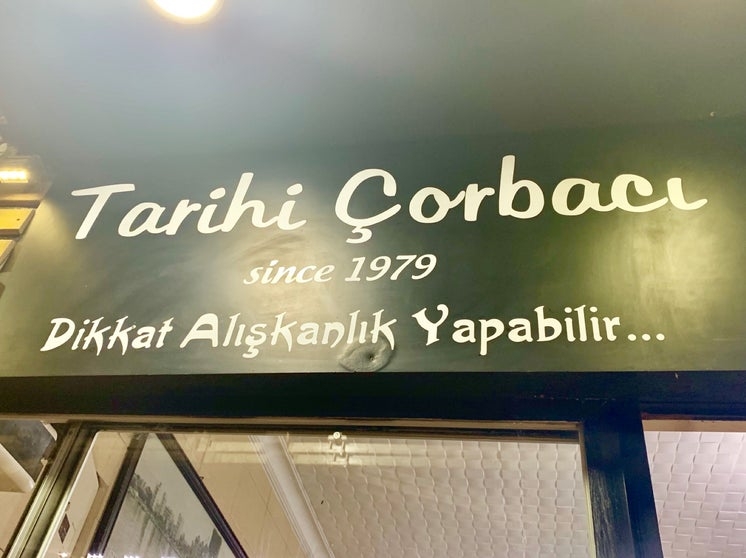 Tarihi Çorbacı
since 1979
Dikkat Alışkanlık Yapabilir...